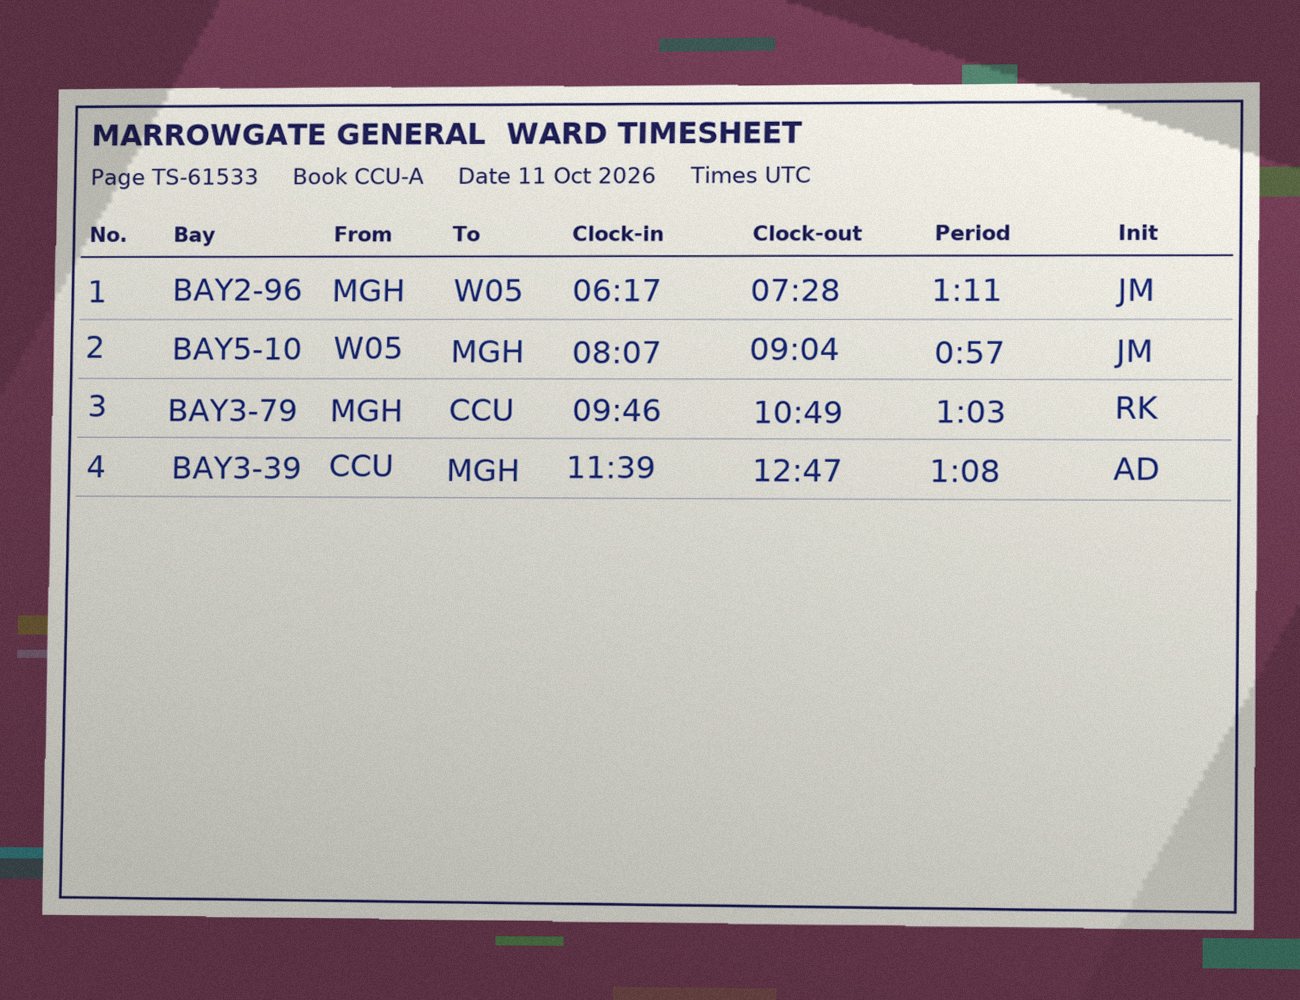 MARROWGATE GENERAL WARD TIMESHEET
Page TS-61533 Book CCU-A Date 11 Oct 2026 Times UTC
No. Bay From To Clock-in Clock-out Period Init
1 BAY2-96 MGH W05 06:17 07:28 1:11 JM
2 BAY5-10 W05 MGH 08:07 09:04 0:57 JM
3 BAY3-79 MGH CCU 09:46 10:49 1:03 RK
4 BAY3-39 CCU MGH 11:39 12:47 1:08 AD